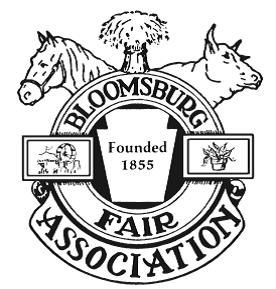 BLOOMSBURG
Founded
1855
FAIR
ASSOCIATION